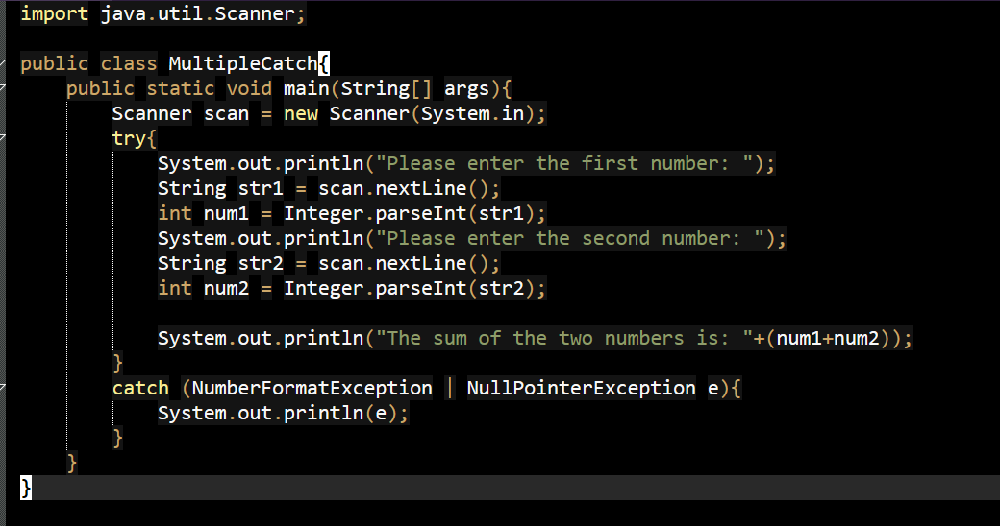 import java.util.Scanner;
public class MultipleCatch{
public static void main(String[] args){
Scanner scan = new Scanner(System.in);
try{
System.out.println("Please enter the first number: ");
String str1 = scan.nextLine();
int num1 = Integer.parseInt(str1);
System.out.println("Please enter the second number: ");
String str2 = scan.nextLine();
int num2 = Integer.parseInt(str2);
System.out.println("The sum of the two numbers is: "+(num1+num2));
}
catch (NumberFormatException | NullPointerException e){
System.out.println(e);
}
}
}